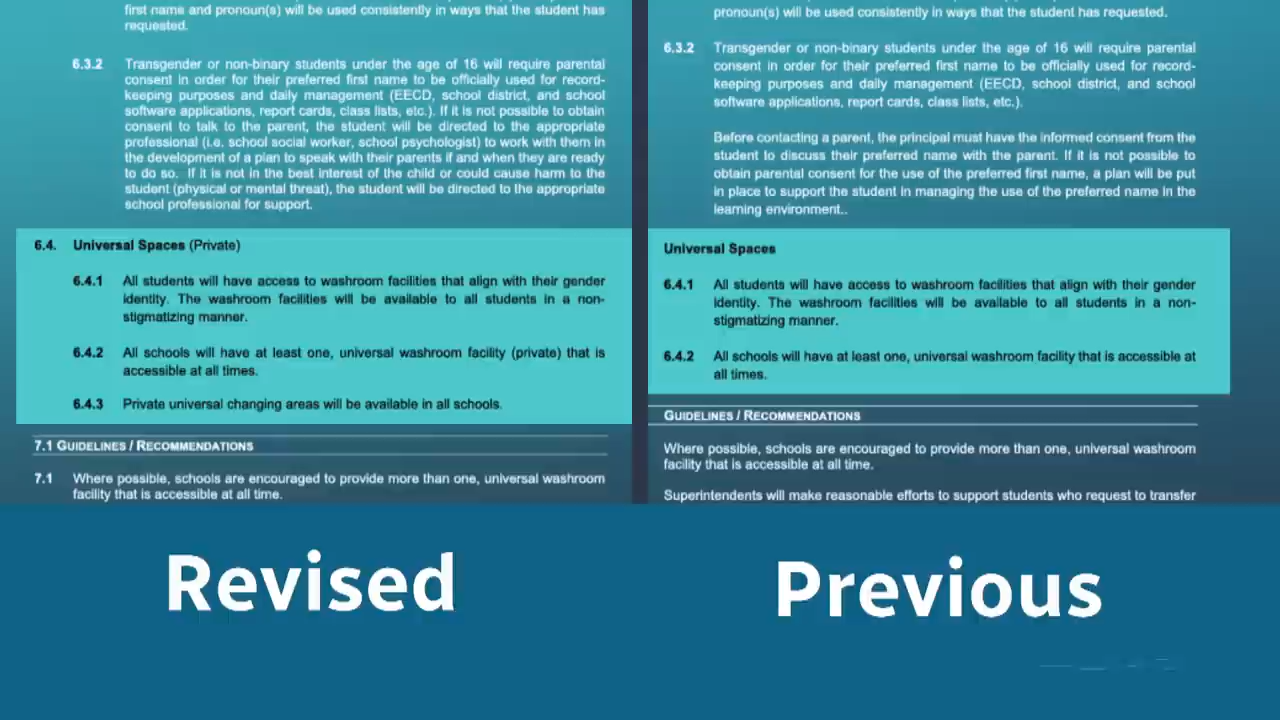 first name and pronoun(s) will be used consistently in ways that the student has
requested.
6.3.2 Transgender or non-binary students under the age of 16 will require parental
consent in order for their preferred first name to be officially used for record-
keeping purposes and daily management (EECD, school district, and school
software applications, report cards, class lists, etc.). If it is not possible to obtain
consent to talk to the parent, the student will be directed to the appropriate
professional (i.e. school social worker, school psychologist) to work with them in
the development of a plan to speak with their parents if and when they are ready
to do so. If it is not in the best interest of the child or could cause harm to the
student (physical or mental threat), the student will be directed to the appropriate
school professional for support.
6.4. Universal Spaces (Private)
6.4.1 All students will have access to washroom facilities that align with their gender
identity. The washroom facilities will be available to all students in a non-
stigmatizing manner.
6.4.2 All schools will have at least one, universal washroom facility (private) that is
accessible at all times.
6.4.3 Private universal changing areas will be available in all schools.
7.1 GUIDELINES / RECOMMENDATIONS
7.1 Where possible, schools are encouraged to provide more than one, universal washroom
facility that is accessible at all time.
Revised
pronoun(s) will be used consistently in ways that the student has requested.
6.3.2 Transgender or non-binary students under the age of 16 will require parental
consent in order for their preferred first name to be officially used for record-
keeping purposes and daily management (EECD, school district, and school
software applications, report cards, class lists, etc.).
Before contacting a parent, the principal must have the informed consent from the
student to discuss their preferred name with the parent. If it is not possible to
obtain parental consent for the use of the preferred first name, a plan will be put
in place to support the student in managing the use of the preferred name in the
learning environment..
Universal Spaces
6.4.1 All students will have access to washroom facilities that align with their gender
identity. The washroom facilities will be available to all students in a non-
stigmatizing manner.
6.4.2 All schools will have at least one, universal washroom facility that is accessible at
all times.
GUIDELINES / RECOMMENDATIONS
Where possible, schools are encouraged to provide more than one, universal washroom
facility that is accessible at all time.
Superintendents will make reasonable efforts to support students who request to transfer
Previous